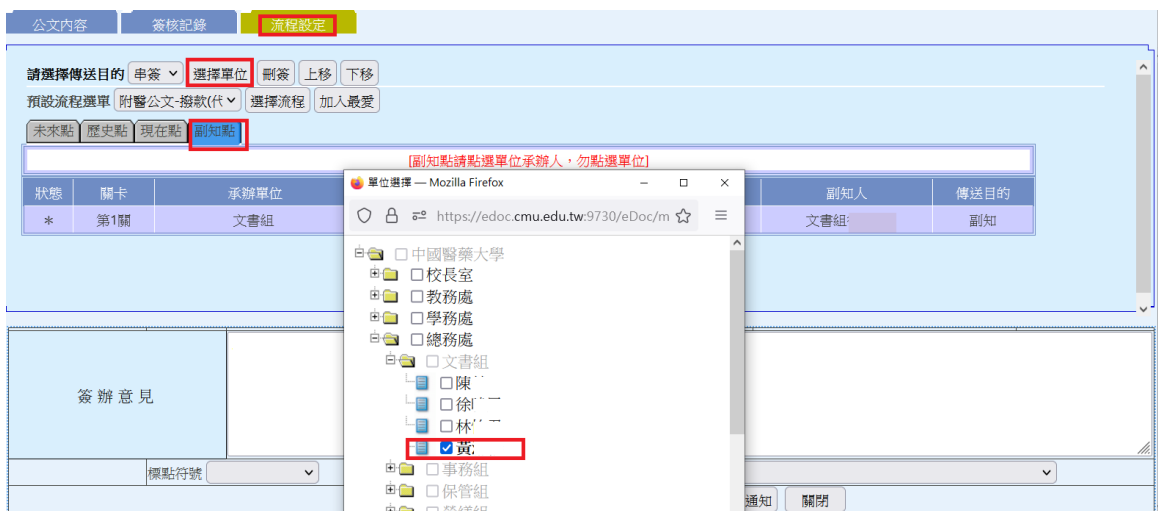 公文內容 簽核記錄 流程設定
請選擇傳送目的 串簽 選擇單位 刪簽 上移 下移
預設流程選單 附醫公文-撥款(代 選擇流程 加入最愛
未來點 歷史點 現在點 副知點
[副知點請點選單位承辦人,勿點選單位]
狀態 關卡 承辦單位 副知人 傳送目的
* 第1關 文書組 文書組 副知
單位選擇 — Mozilla Firefox
https://edoc.cmu.edu.tw:9730/eDoc/m
中國醫藥大學
校長室
教務處
學務處
總務處
文書組
陳
徐
林
黃
事務組
保管組
簽辦意見
標點符號
通知 關閉